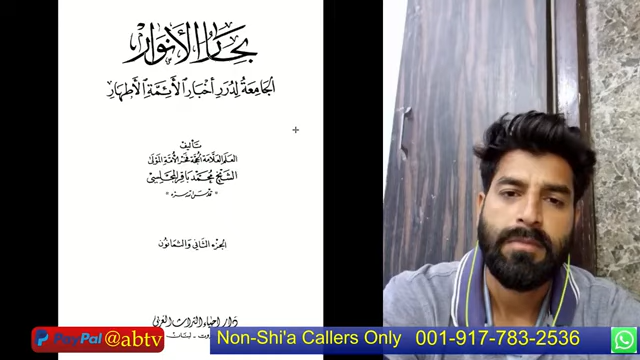 بحار الأنوار
الجامعة لدرر أخبار الأئمة الأطهار
تأليف
العلم العلامة الحجة فخر الأمة المولى
الشيخ محمد باقر المجلسي
" قدس الله سره "
الجزء الثاني والثمانون
دار إحياء التراث العربي
PayPal @abtv Non-Shi'a Callers Only 001-917-783-2536